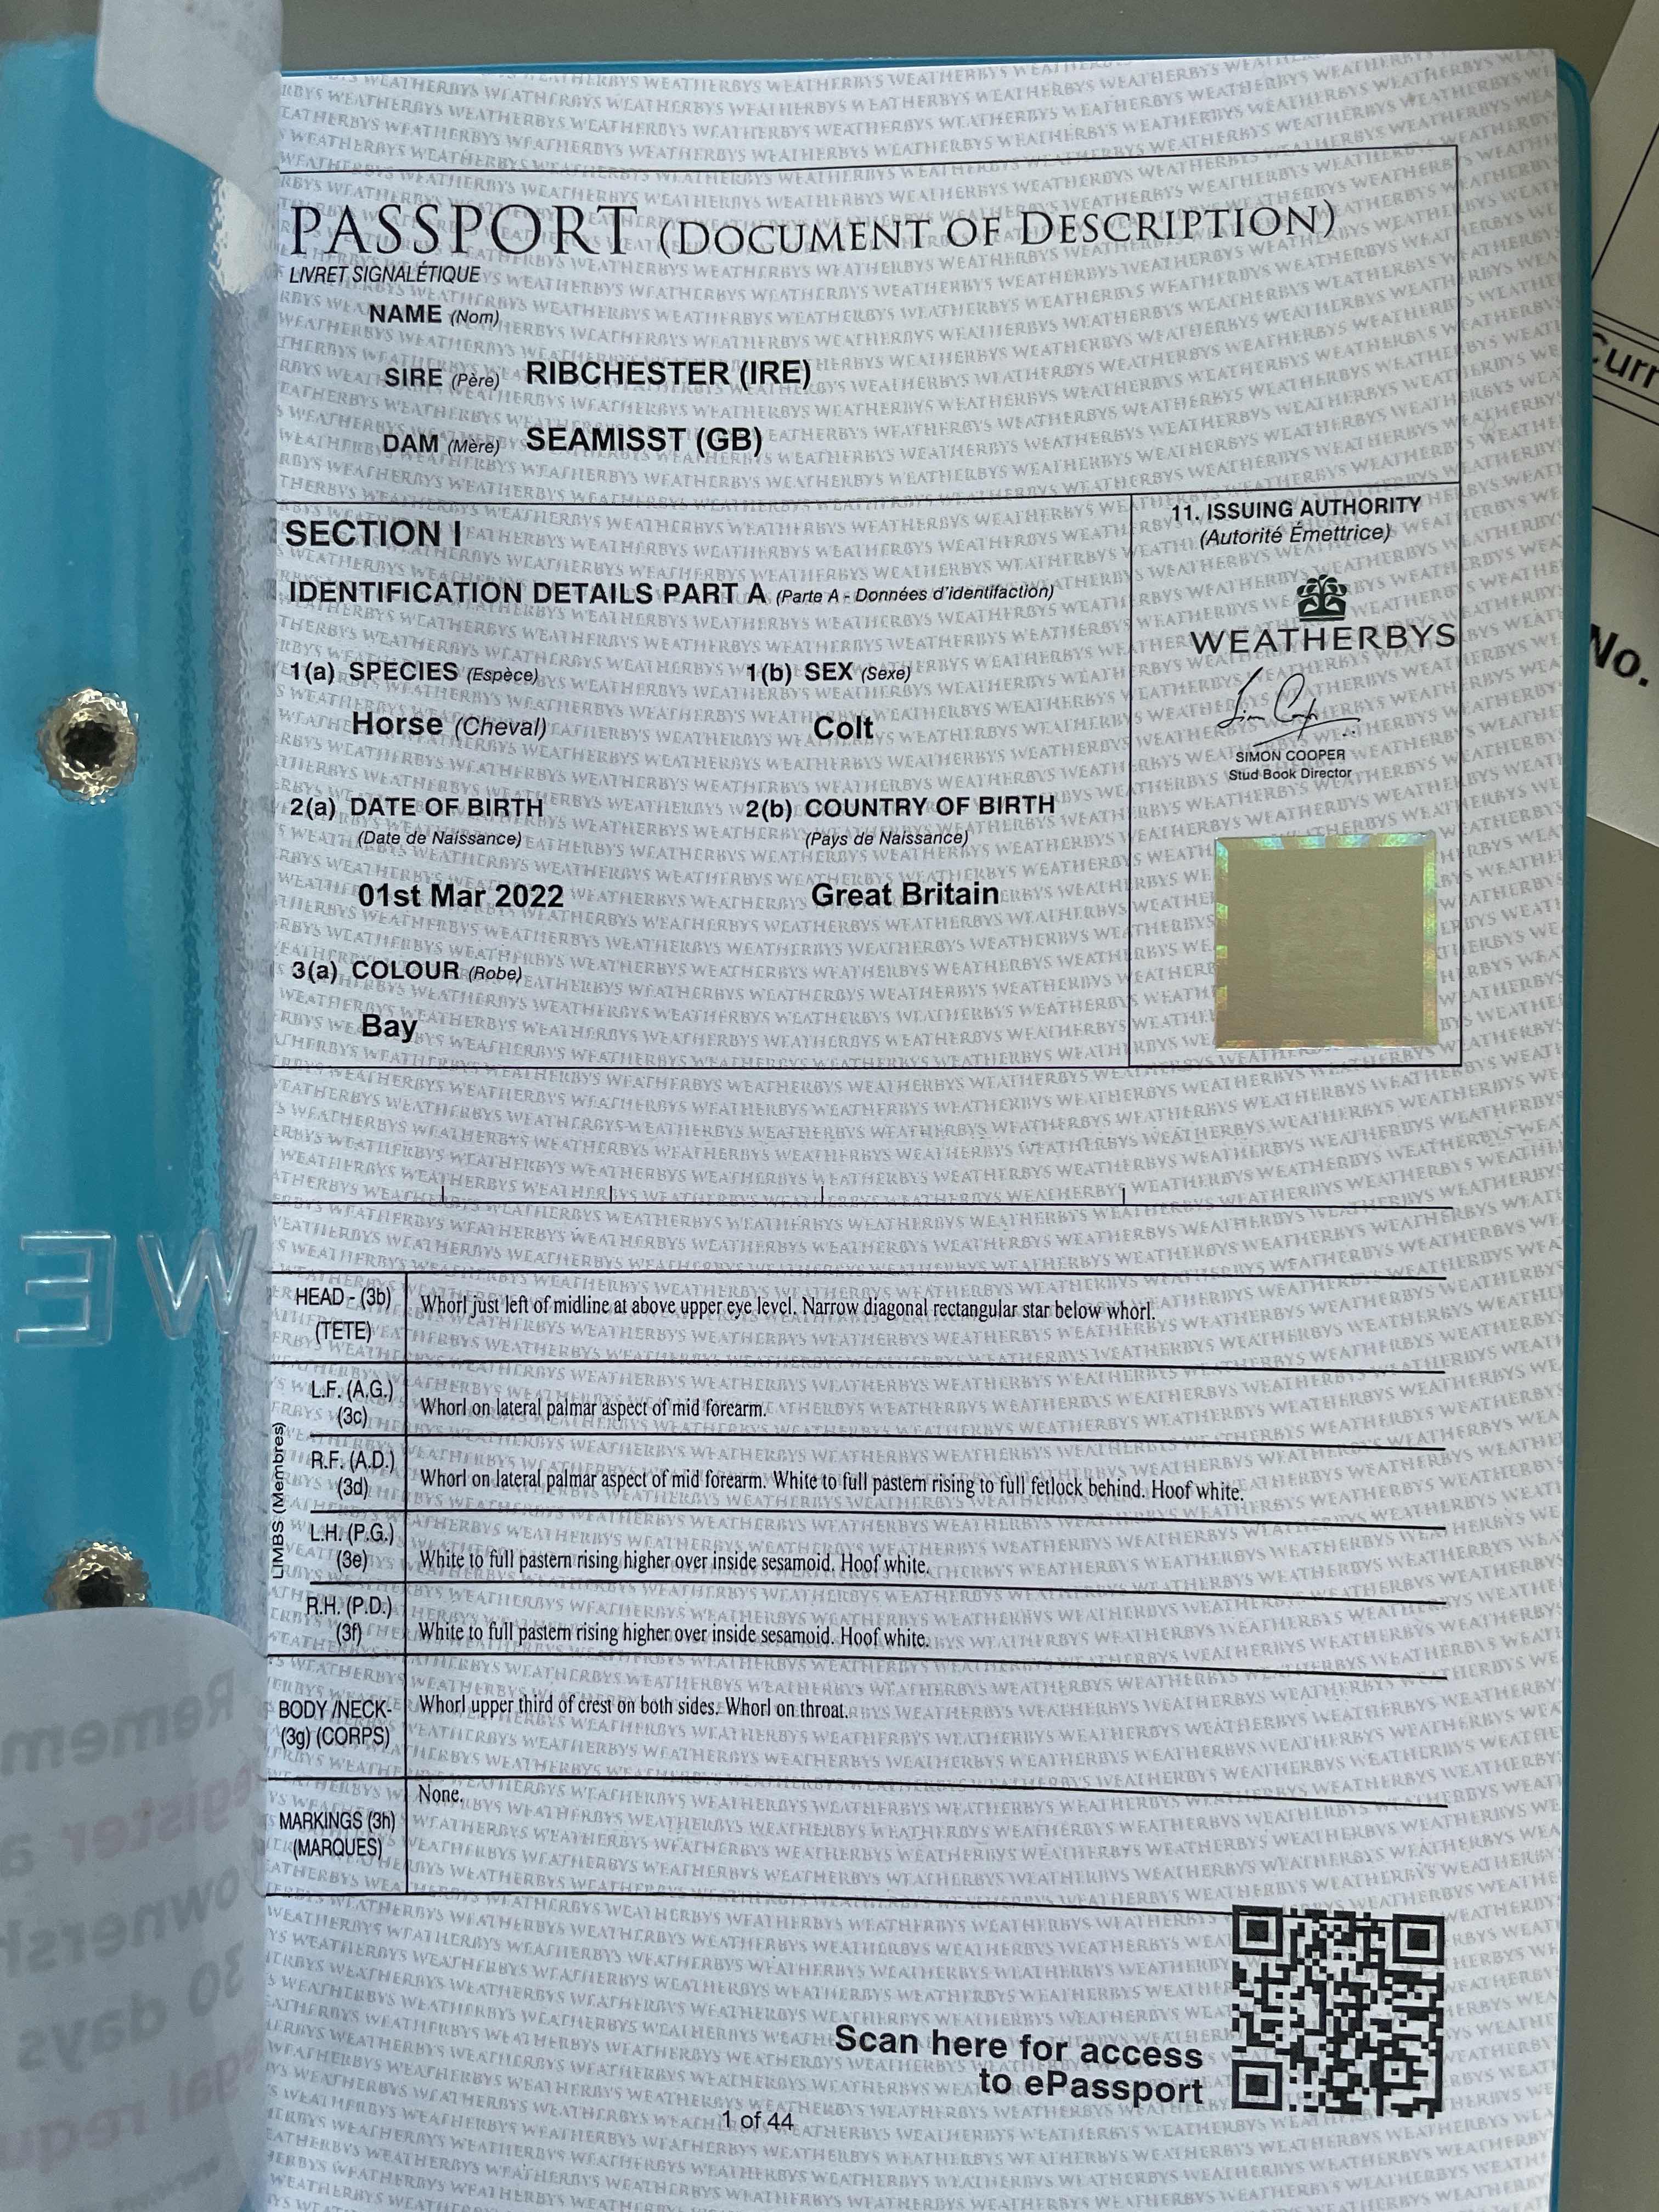 PASSPORT (DOCUMENT OF DESCRIPTION)
LIVRET SIGNALÉTIQUE
NAME (Nom)
SIRE (Père) RIBCHESTER (IRE)
DAM (Mère) SEAMISST (GB)
SECTION I
IDENTIFICATION DETAILS PART A (Parte A - Données d'identifaction)
1(a) SPECIES (Espèce)
Horse (Cheval)
1(b) SEX (Sexe)
Colt
2(a) DATE OF BIRTH
(Date de Naissance)
01st Mar 2022
2(b) COUNTRY OF BIRTH
(Pays de Naissance)
Great Britain
3(a) COLOUR (Robe)
Bay
11. ISSUING AUTHORITY
(Autorité Émettrice)
WEATHERBYS
SIMON COOPER
Stud Book Director
HEAD - (3b)
(TETE)
Whorl just left of midline at above upper eye level. Narrow diagonal rectangular star below whorl.
LIMBS (Membres)
L.F. (A.G.)
(3c)
Whorl on lateral palmar aspect of mid forearm.
R.F. (A.D.)
(3d)
Whorl on lateral palmar aspect of mid forearm. White to full pastern rising to full fetlock behind. Hoof white.
L.H. (P.G.)
(3e)
White to full pastern rising higher over inside sesamoid. Hoof white.
R.H. (P.D.)
(3f)
White to full pastern rising higher over inside sesamoid. Hoof white.
BODY /NECK-
(3g) (CORPS)
Whorl upper third of crest on both sides. Whorl on throat.
MARKINGS (3h)
(MARQUES)
None.
Scan here for access
to ePassport
1 of 44
No.
30 days